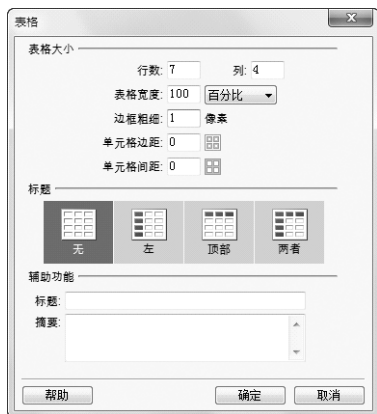 表格
表格大小
行数: 7 列: 4
表格宽度: 100 百分比
边框粗细: 1 像素
单元格边距: 0
单元格间距: 0
标题
无 左 顶部 两者
辅助功能
标题:
摘要:
帮助 确定 取消